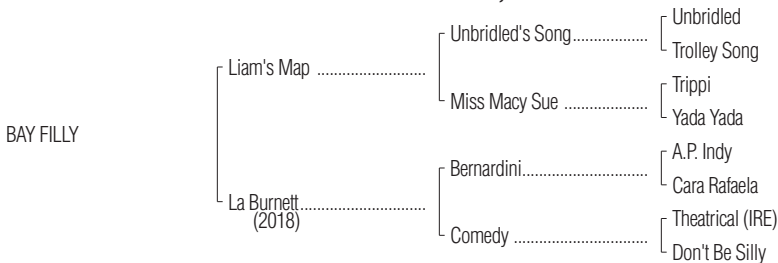 Unbridled
Unbridled's Song..................
Trolley Song
Liam's Map ..........................
Trippi
Miss Macy Sue ....................
Yada Yada
BAY FILLY
A.P. Indy
Bernardini..............................
Cara Rafaela
La Burnett..............................
(2018)
Theatrical (IRE)
Comedy ................................
Don't Be Silly